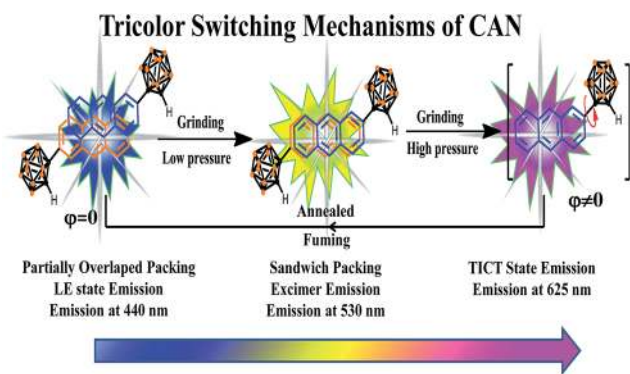 Tricolor Switching Mechanisms of CAN
H
Grinding
Low pressure
H
H
Grinding
High pressure
H
φ=0
φ≠0
Annealed
Fuming
Partially Overlaped Packing
LE state Emission
Emission at 440 nm
Sandwich Packing
Excimer Emission
Emission at 530 nm
TICT State Emission
Emission at 625 nm